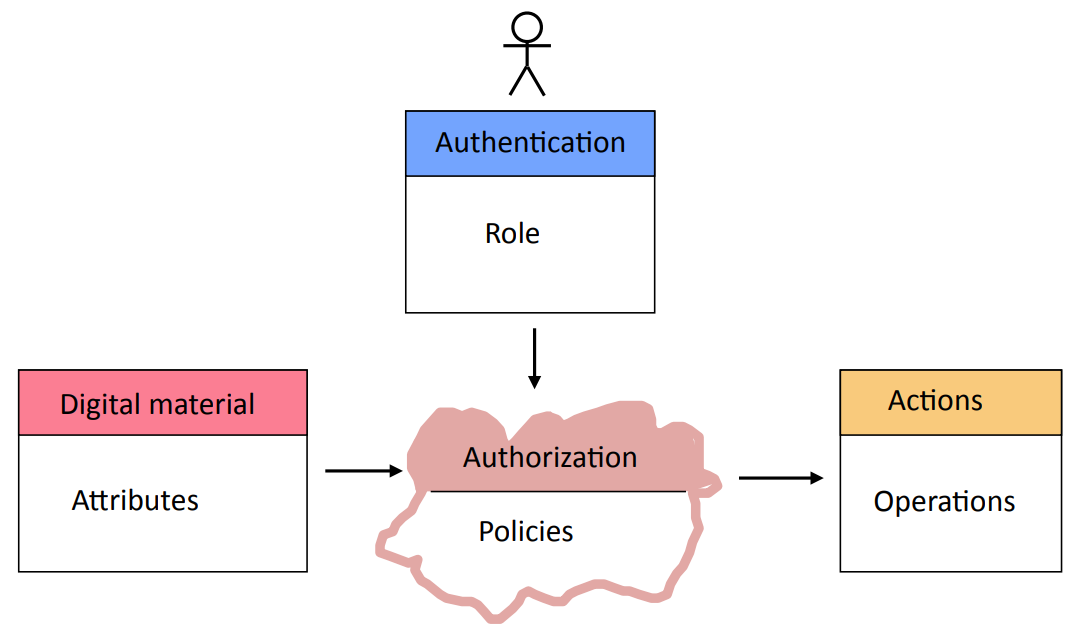 Authentication
Role
Digital material
Attributes
Authorization
Policies
Actions
Operations